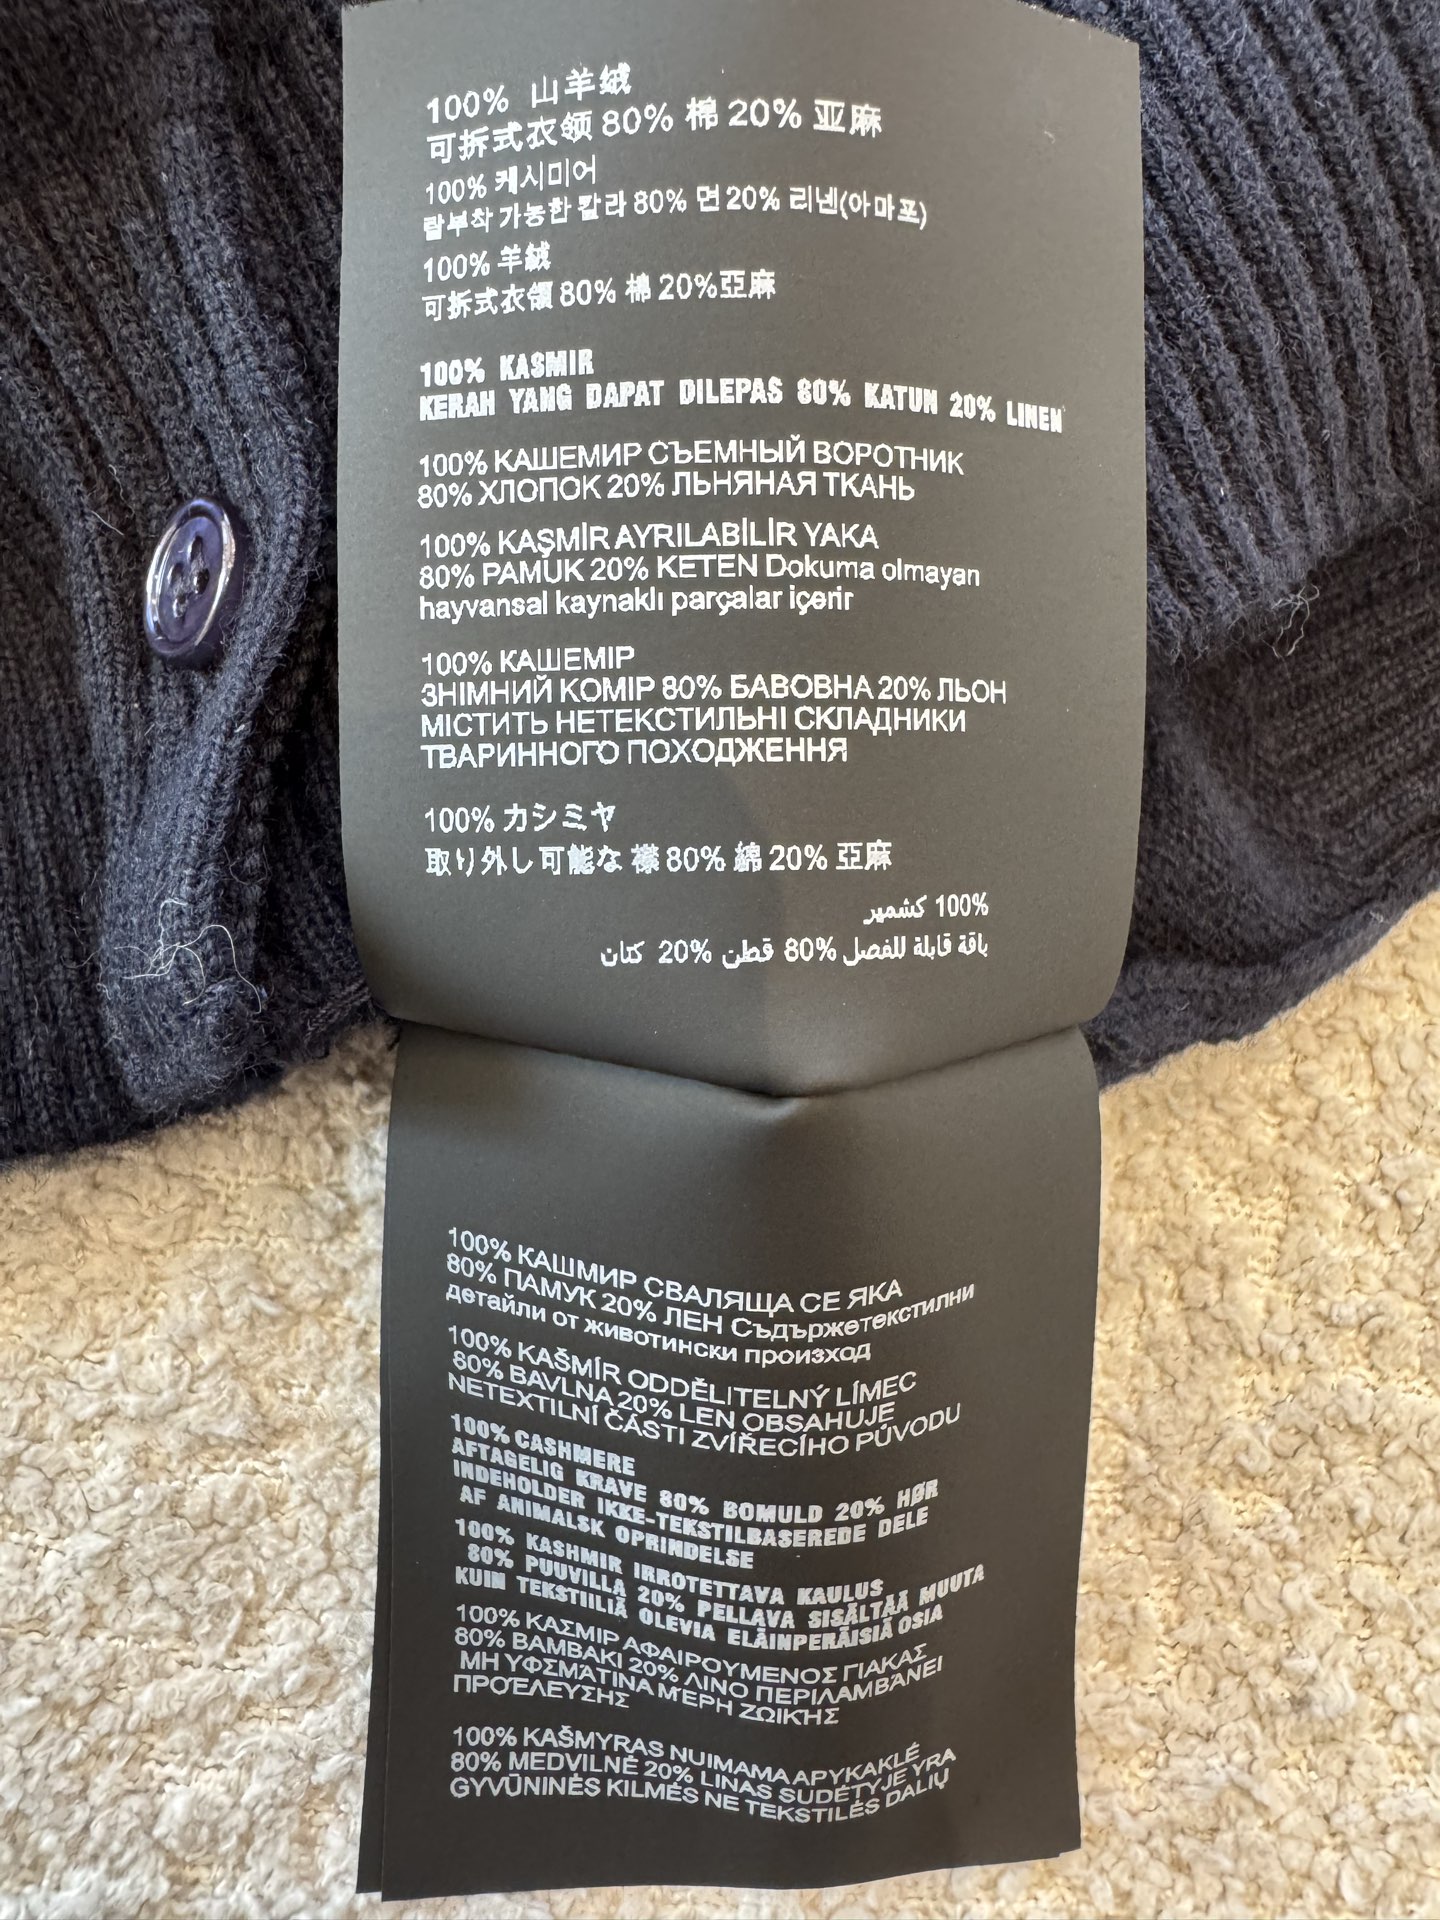 100% 山羊绒
可拆式衣领 80% 棉 20% 亚麻
100% 케시미어
탈부착 가능한 칼라 80% 면 20% 리넨(아마포)
100% 羊絨
可拆式衣領 80% 棉 20%亞麻
100% KASMIR
KERAH YANG DAPAT DILEPAS 80% KATUN 20% LINEN
100% КАШЕМИР СЪЕМНЫЙ ВОРОТНИК
80% ХЛОПОК 20% ЛЬНЯНАЯ ТКАНЬ
100% KAŞMİR AYRILABİLİR YAKA
80% PAMUK 20% KETEN Dokuma olmayan
hayvansal kaynaklı parçalar içerir
100% КАШЕМІР
ЗНІМНИЙ КОМІР 80% БАВОВНА 20% ЛЬОН
МІСТИТЬ НЕТЕКСТИЛЬНІ СКЛАДНИКИ
ТВАРИННОГО ПОХОДЖЕННЯ
100% カシミヤ
取り外し可能な 襟 80% 綿 20% 亞麻
100% كشمير
ياقة قابلة للفصل 80% قطن 20% كتان
100% КАШМИР СВАЛЯЩА СЕ ЯКА
80% ПАМУК 20% ЛЕН Съдържетекстилни
детайли от животински произход
100% KAŠMÍR ODDĚLITELNÝ LÍMEC
80% BAVLNA 20% LEN OBSAHUJE
NETEXTILNÍ ČÁSTI ZVÍŘECÍHO PŮVODU
100% CASHMERE
AFTAGELIG KRAVE 80% BOMULD 20% HØR
INDEHOLDER IKKE-TEKSTILBASEREDE DELE
AF ANIMALSK OPRINDELSE
100% KASHMIR IRROTETTAVA KAULUS
80% PUUVILLA 20% PELLAVA SISÄLTÄÄ MUUTA
KUIN TEKSTIILIÄ OLEVIA ELÄINPERÄISIÄ OSIA
100% ΚΑΣΜΙΡ ΑΦΑΙΡΟΥΜΕΝΟΣ ΓΙΑΚΑΣ
80% ΒΑΜΒΑΚΙ 20% ΛΙΝΟ ΠΕΡΙΛΑΜΒΆΝΕΙ
ΜΗ ΥΦΣΜΆΤΙΝΑ ΜΈΡΗ ΖΩΙΚΉΣ
ΠΡΟΈΛΕΥΣΗΣ
100% KAŠMYRAS NUIMAMA APYKAKLĖ
80% MEDVILNĖ 20% LINAS SUDĖTYJE YRA
GYVŪNINĖS KILMĖS NE TEKSTILĖS DALIŲ